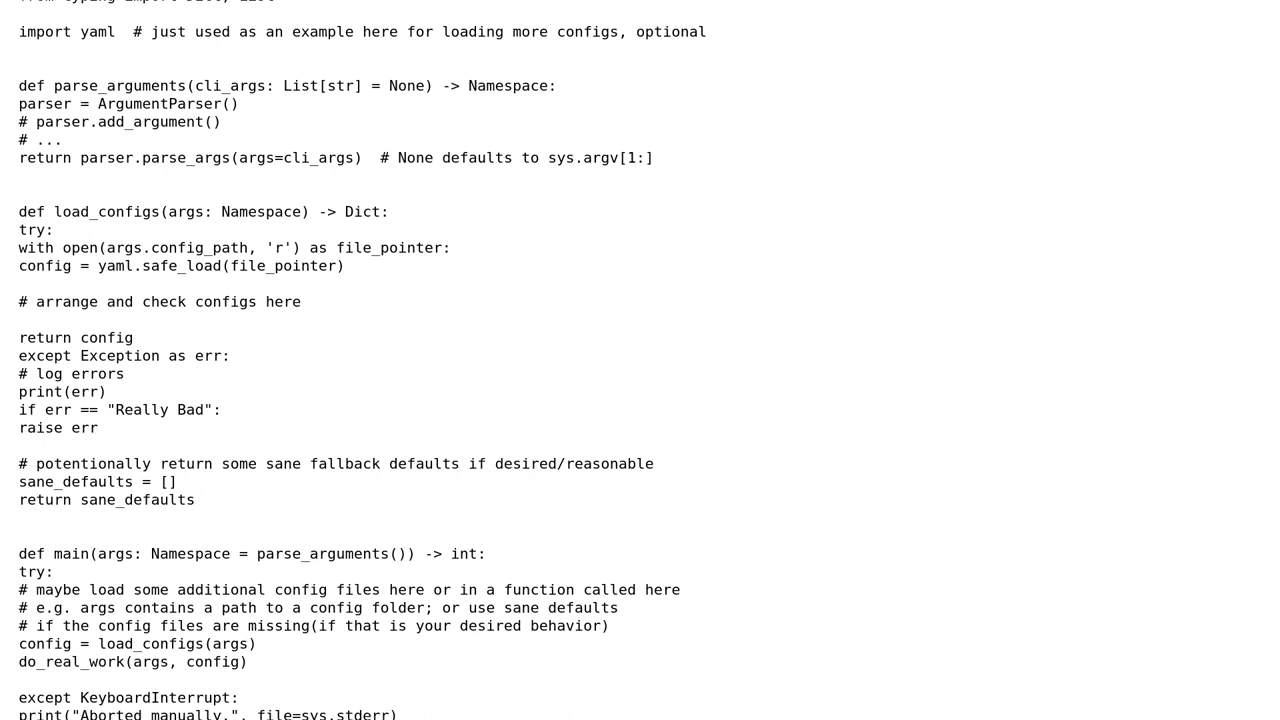 import yaml  # just used as an example here for loading more configs, optional
def parse_arguments(cli_args: List[str] = None) -> Namespace:
parser = ArgumentParser()
# parser.add_argument()
# ...
return parser.parse_args(args=cli_args)  # None defaults to sys.argv[1:]
def load_configs(args: Namespace) -> Dict:
try:
with open(args.config_path, 'r') as file_pointer:
config = yaml.safe_load(file_pointer)
# arrange and check configs here
return config
except Exception as err:
# log errors
print(err)
if err == "Really Bad":
raise err
# potentially return some sane fallback defaults if desired/reasonable
sane_defaults = []
return sane_defaults
def main(args: Namespace = parse_arguments()) -> int:
try:
# maybe load some additional config files here or in a function called here
# e.g. args contains a path to a config folder; or use sane defaults
# if the config files are missing(if that is your desired behavior)
config = load_configs(args)
do_real_work(args, config)
except KeyboardInterrupt:
print("Aborted manually.", file=sys.stderr)